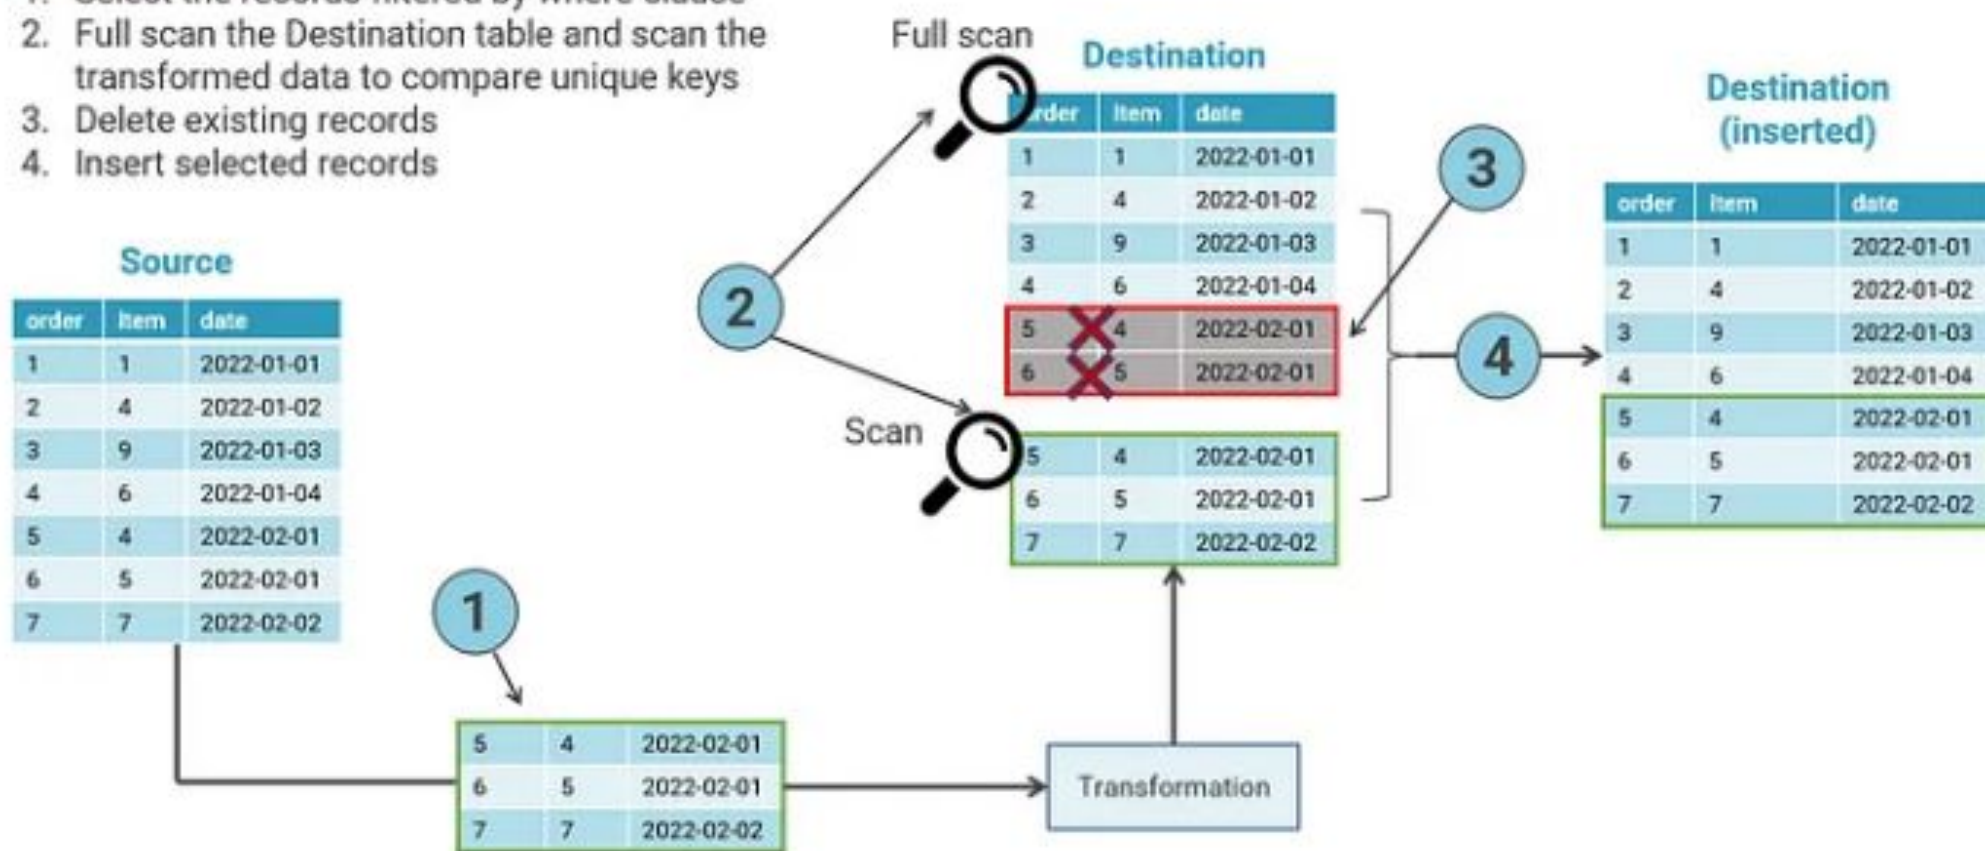 1. Select the records filtered by where clause
2. Full scan the Destination table and scan the
transformed data to compare unique keys
3. Delete existing records
4. Insert selected records
Source
order Item date
1 1 2022-01-01
2 4 2022-01-02
3 9 2022-01-03
4 6 2022-01-04
5 4 2022-02-01
6 5 2022-02-01
7 7 2022-02-02
1
5 4 2022-02-01
6 5 2022-02-01
7 7 2022-02-02
Transformation
2
Full scan
Destination
order Item date
1 1 2022-01-01
2 4 2022-01-02
3 9 2022-01-03
4 6 2022-01-04
5 4 2022-02-01
6 5 2022-02-01
Scan
5 4 2022-02-01
6 5 2022-02-01
7 7 2022-02-02
3
4
Destination
(inserted)
order Item date
1 1 2022-01-01
2 4 2022-01-02
3 9 2022-01-03
4 6 2022-01-04
5 4 2022-02-01
6 5 2022-02-01
7 7 2022-02-02